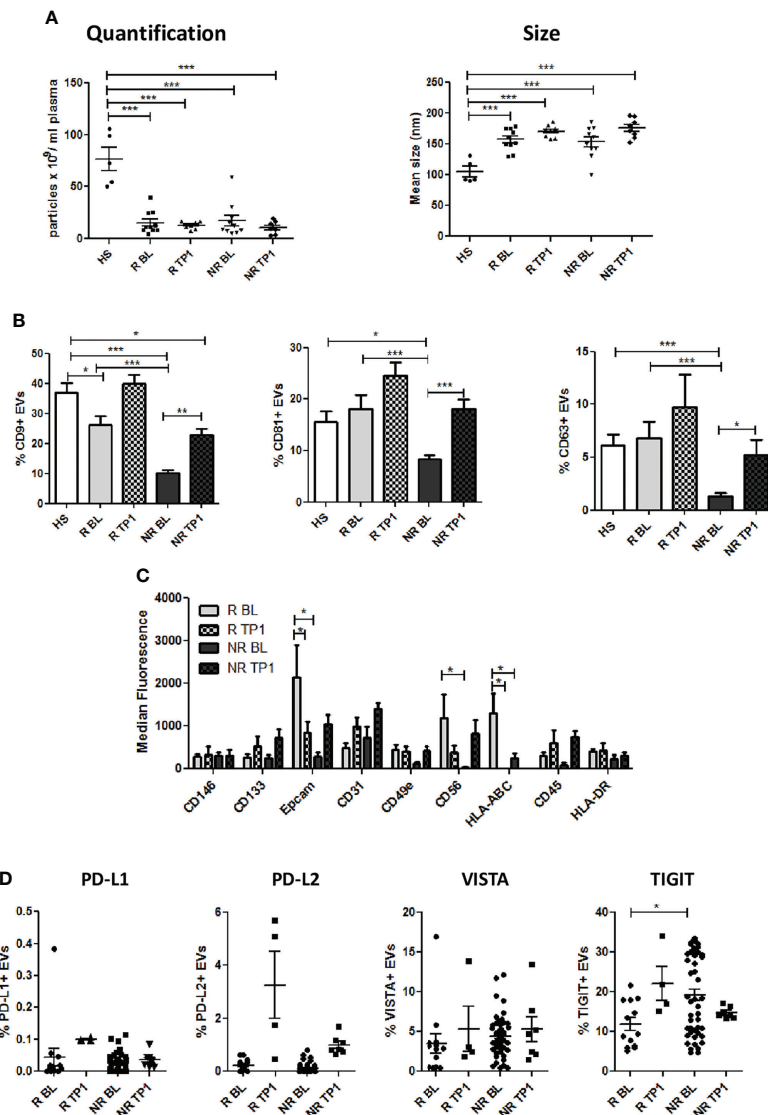 A
Quantification
Size
particles x 10^9/ ml plasma
150
100
50
0
***
***
***
***
HS
R BL
R TP1
NR BL
NR TP1
Mean size (nm)
250
200
150
100
50
0
***
***
***
***
HS
R BL
R TP1
NR BL
NR TP1
B
% CD9+ EVs
50
40
30
20
10
0
*
***
***
*
**
HS
R BL
R TP1
NR BL
NR TP1
% CD81+ EVs
30
20
10
0
*
***
***
HS
R BL
R TP1
NR BL
NR TP1
% CD63+ EVs
15
10
5
0
***
***
*
HS
R BL
R TP1
NR BL
NR TP1
C
Median Fluorescence
4000
3000
2000
1000
0
R BL
R TP1
NR BL
NR TP1
*
*
*
*
*
CD146
CD133
Epcam
CD31
CD49e
CD56
HLA-ABC
CD45
HLA-DR
D
PD-L1
PD-L2
VISTA
TIGIT
% PD-L1+ EVs
0.5
0.4
0.3
0.2
0.1
0.0
R BL
R TP1
NR BL
NR TP1
% PD-L2+ EVs
6
4
2
0
R BL
R TP1
NR BL
NR TP1
% VISTA+ EVs
20
15
10
5
0
R BL
R TP1
NR BL
NR TP1
% TIGIT+ EVs
40
30
20
10
0
*
R BL
R TP1
NR BL
NR TP1